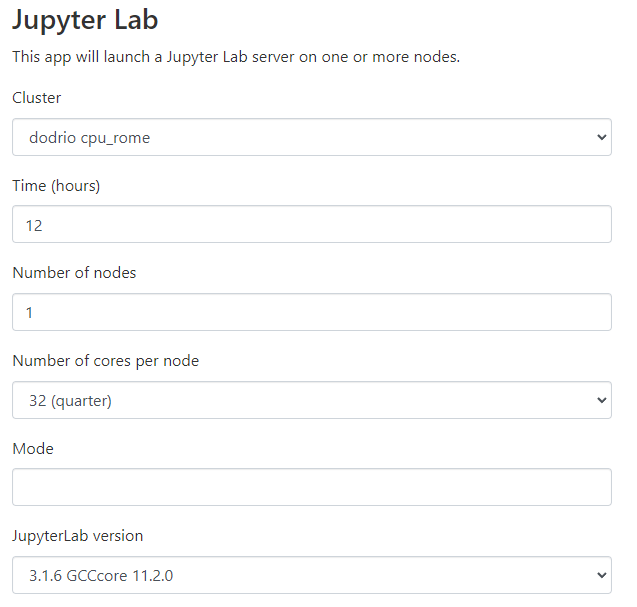 Jupyter Lab
This app will launch a Jupyter Lab server on one or more nodes.
Cluster
dodrio cpu_rome
Time (hours)
12
Number of nodes
1
Number of cores per node
32 (quarter)
Mode
JupyterLab version
3.1.6 GCCcore 11.2.0